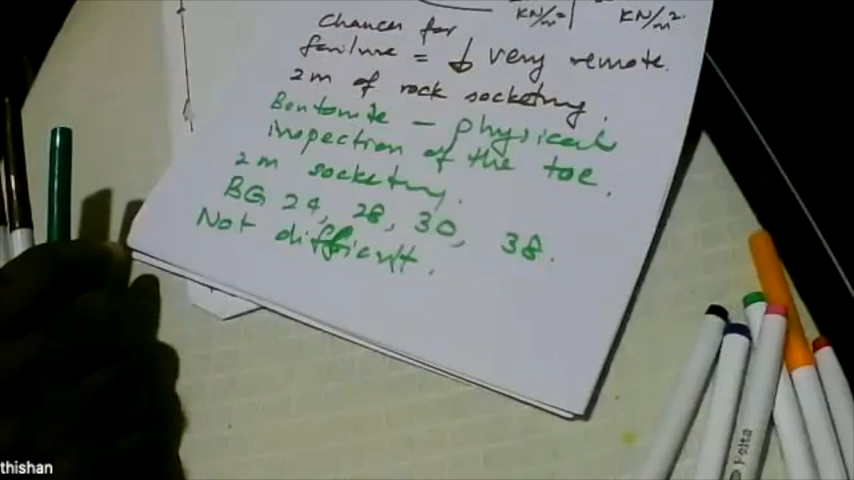 KN/m² KN/m²
Chances for
failure = ↓ very remote.
2m of rock socketing.
Bentonite - physical
inspection of the toe.
2m socketing.
BG 24, 28, 30, 38.
Not difficult.
Pelta
thishan